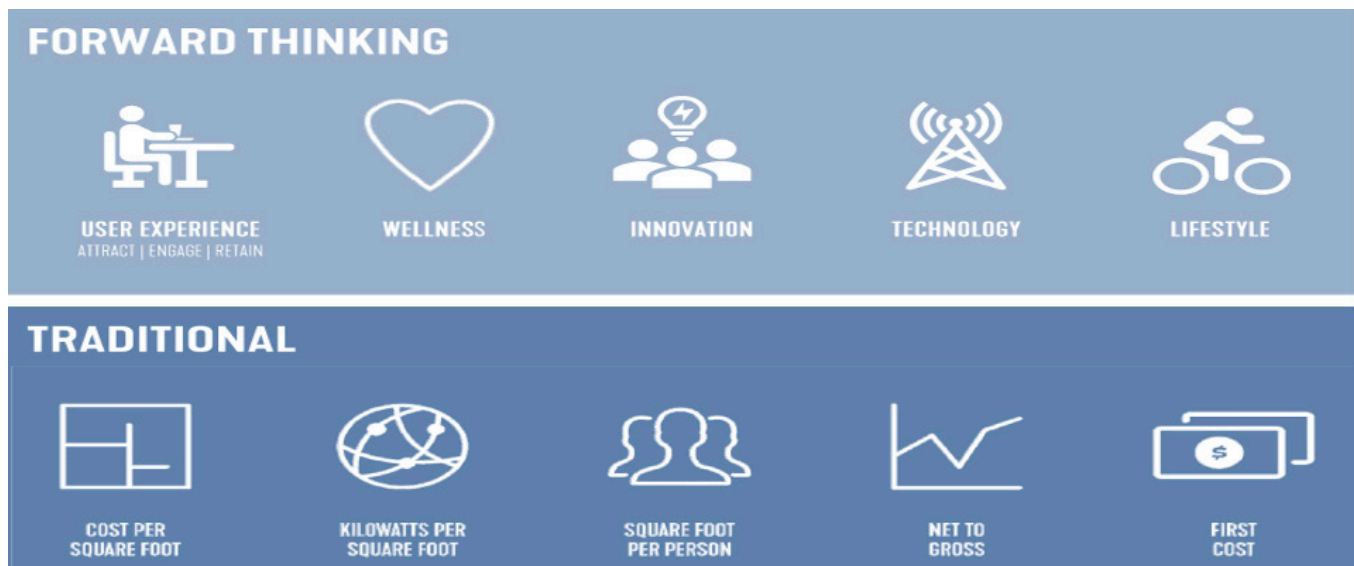 FORWARD THINKING
USER EXPERIENCE
ATTRACT | ENGAGE | RETAIN
WELLNESS
INNOVATION
TECHNOLOGY
LIFESTYLE
TRADITIONAL
COST PER
SQUARE FOOT
KILOWATTS PER
SQUARE FOOT
SQUARE FOOT
PER PERSON
NET TO
GROSS
$
FIRST
COST